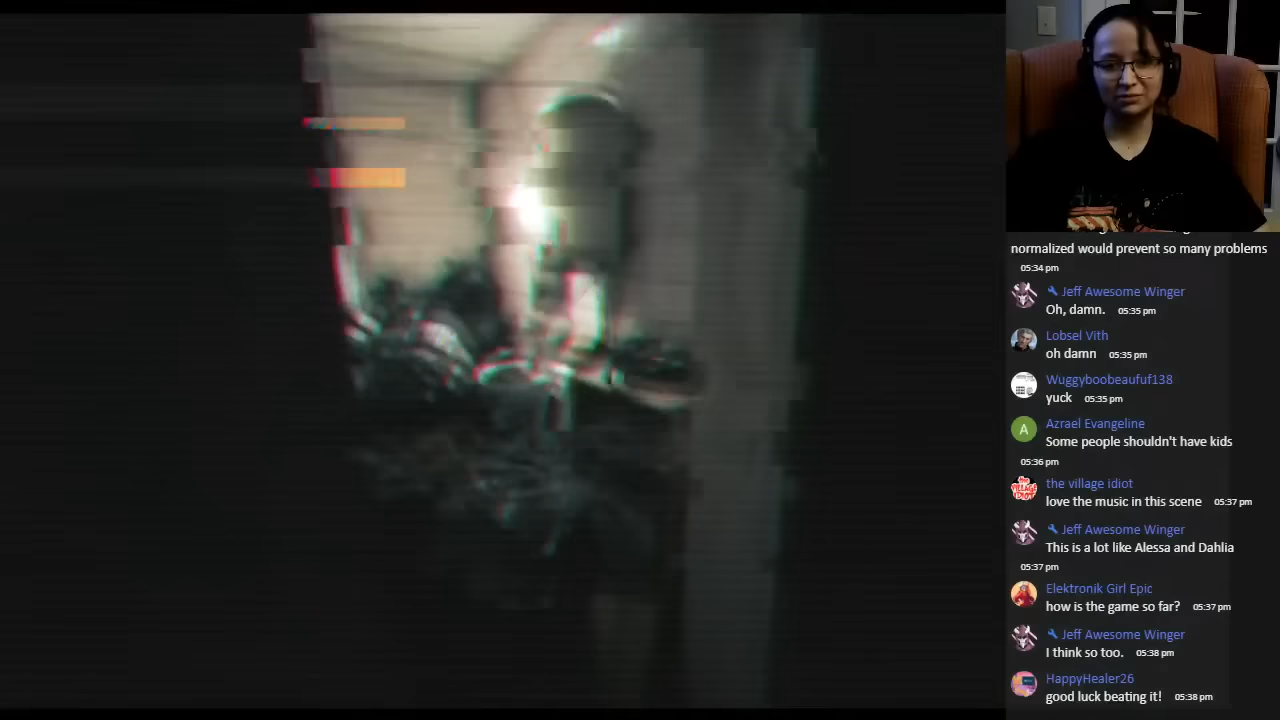 normalized would prevent so many problems
05:34 pm
Jeff Awesome Winger
Oh, damn. 05:35 pm
Lobsel Vith
oh damn 05:35 pm
Wuggyboobeaufuf138
yuck 05:35 pm
A Azrael Evangeline
Some people shouldn't have kids
05:36 pm
the village idiot
love the music in this scene 05:37 pm
Jeff Awesome Winger
This is a lot like Alessa and Dahlia
05:37 pm
Elektronik Girl Epic
how is the game so far? 05:37 pm
Jeff Awesome Winger
I think so too. 05:38 pm
HappyHealer26
good luck beating it! 05:38 pm